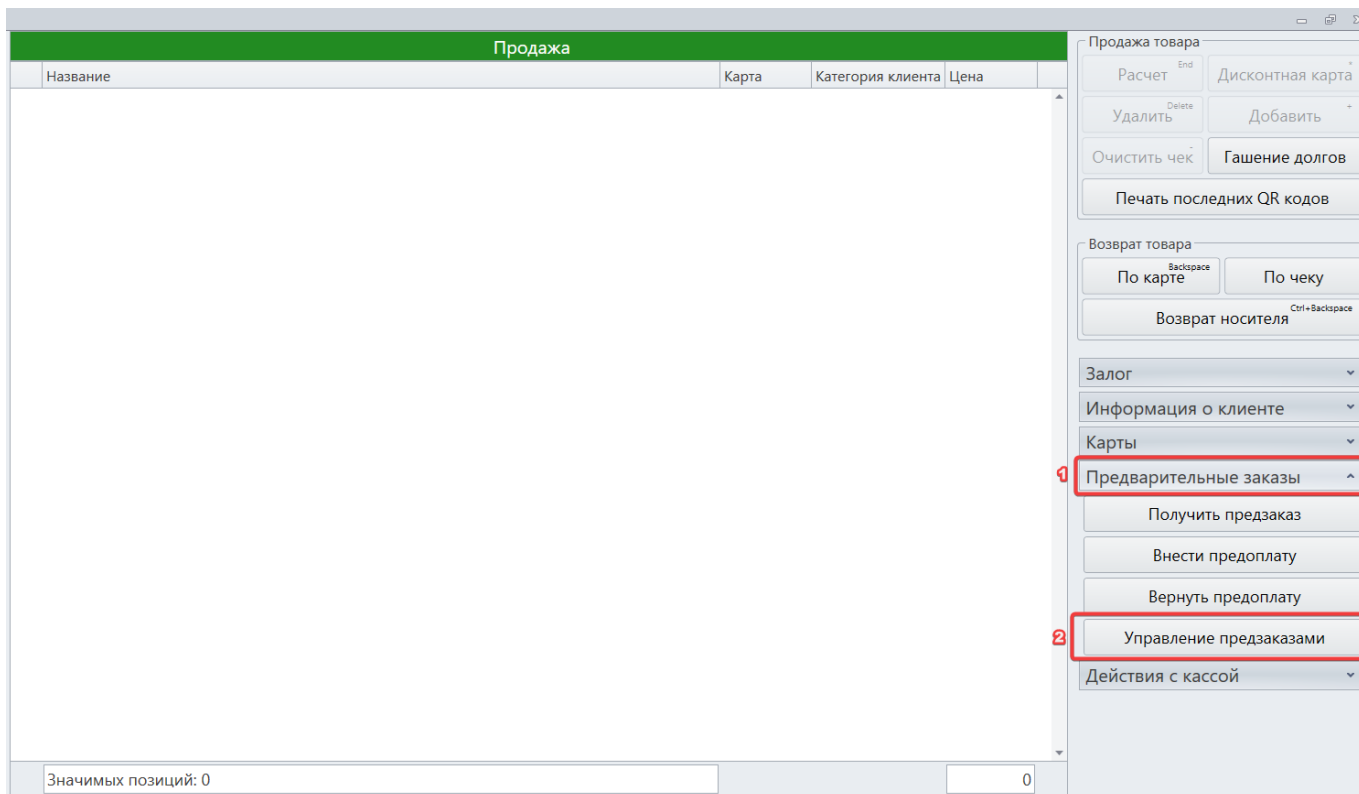 Продажа
Название Карта Категория клиента Цена
Значимых позиций: 0 0
Продажа товара
Расчет End Дисконтная карта *
Удалить Delete Добавить +
Очистить чек - Гашение долгов
Печать последних QR кодов
Возврат товара
По карте Backspace По чеку
Возврат носителя Ctrl+Backspace
Залог
Информация о клиенте
Карты
1 Предварительные заказы
Получить предзаказ
Внести предоплату
Вернуть предоплату
2 Управление предзаказами
Действия с кассой